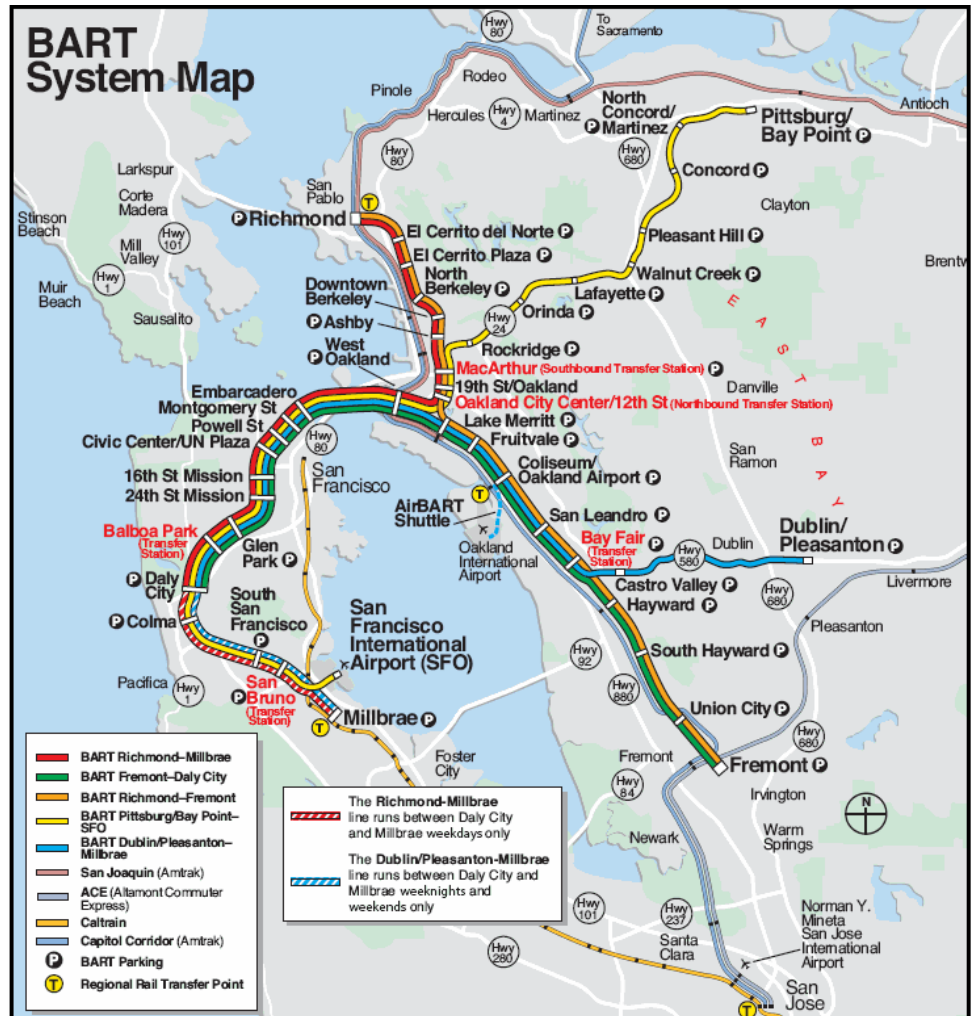 BART
System Map
Hwy
80
To
Sacramento
Pinole
Rodeo
Hercules
Hwy
4
Martinez
North
Concord/
Martinez P
Hwy
80
Hwy
680
Pittsburg/
Bay Point P
Antioch
Larkspur
Corte
Madera
Hwy
101
Mill
Valley
Stinson
Beach
Hwy
1
Muir
Beach
Sausalito
San
Pablo
T
P Richmond
Concord P
Clayton
El Cerrito del Norte P
El Cerrito Plaza P
North
Berkeley P
Pleasant Hill P
Walnut Creek P
Lafayette P
Orinda P
Hwy
24
Brentw
Downtown
Berkeley
P Ashby
West
P Oakland
Rockridge P
MacArthur (Southbound Transfer Station) P
19th St/Oakland
Oakland City Center/12th St (Northbound Transfer Station)
EAST BAY
Danville
San
Ramon
Embarcadero
Montgomery St
Powell St
Civic Center/UN Plaza
16th St Mission
24th St Mission
Hwy
80
San
Francisco
Lake Merritt P
Fruitvale P
Coliseum/
Oakland Airport P
T
AirBART
Shuttle
Oakland
International
Airport
San Leandro P
Bay Fair P
(Transfer
Station)
Hwy
580
Dublin
Dublin/
Pleasanton P
Castro Valley P
Hayward P
Hwy
680
Livermore
Pleasanton
Balboa Park
(Transfer
Station)
Glen
Park P
P Daly
City
P Colma
South
San
Francisco
P
San
Francisco
International
Airport (SFO)
Hwy
92
Hwy
880
South Hayward P
Union City P
Pacifica
Hwy
1
San
P Bruno
(Transfer
Station)
T
Millbrae P
Foster
City
Fremont
Hwy
84
Fremont P
Hwy
680
Irvington
Newark
Warm
Springs
N
BART Richmond–Millbrae
BART Fremont–Daly City
BART Richmond–Fremont
BART Pittsburg/Bay Point–
SFO
BART Dublin/Pleasanton–
Millbrae
San Joaquin (Amtrak)
ACE (Altamont Commuter
Express)
Caltrain
Capitol Corridor (Amtrak)
P BART Parking
T Regional Rail Transfer Point
The Richmond-Millbrae
line runs between Daly City
and Millbrae weekdays only
The Dublin/Pleasanton-Millbrae
line runs between Daly City and
Millbrae weeknights and
weekends only
Hwy
101
Hwy
237
Hwy
280
Santa
Clara
Norman Y.
Mineta
San Jose
International
Airport
San
Jose
T